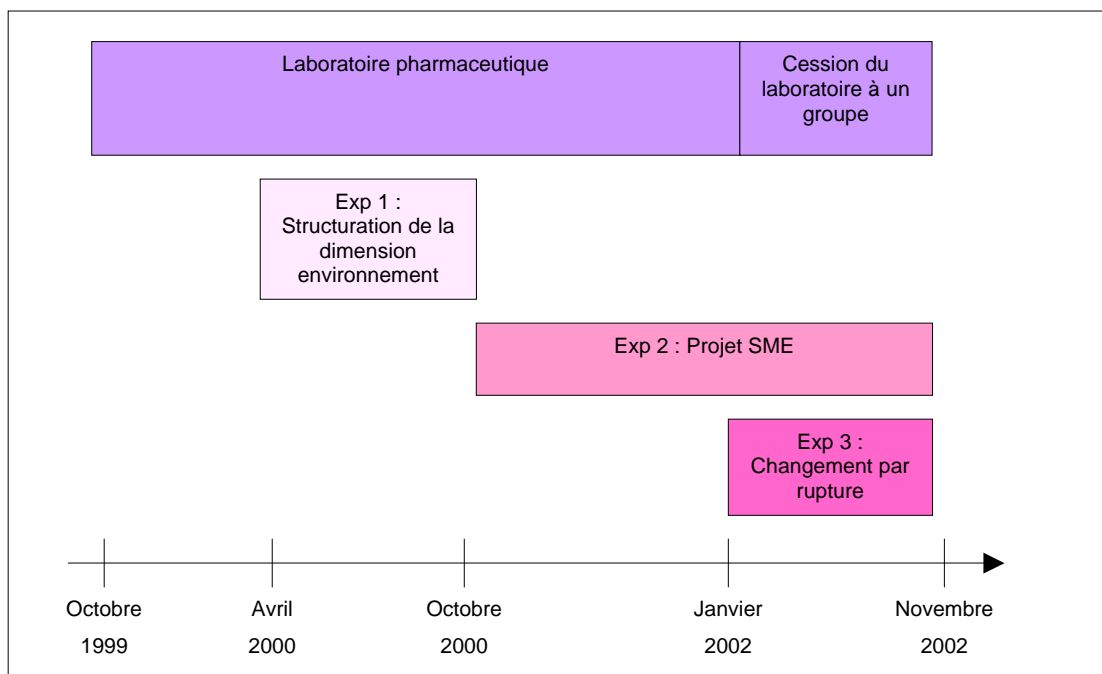 Laboratoire pharmaceutique
Cession du
laboratoire à un
groupe
Exp 1 :
Structuration de la
dimension
environnement
Exp 2 : Projet SME
Exp 3 :
Changement par
rupture
Octobre
1999
Avril
2000
Octobre
2000
Janvier
2002
Novembre
2002